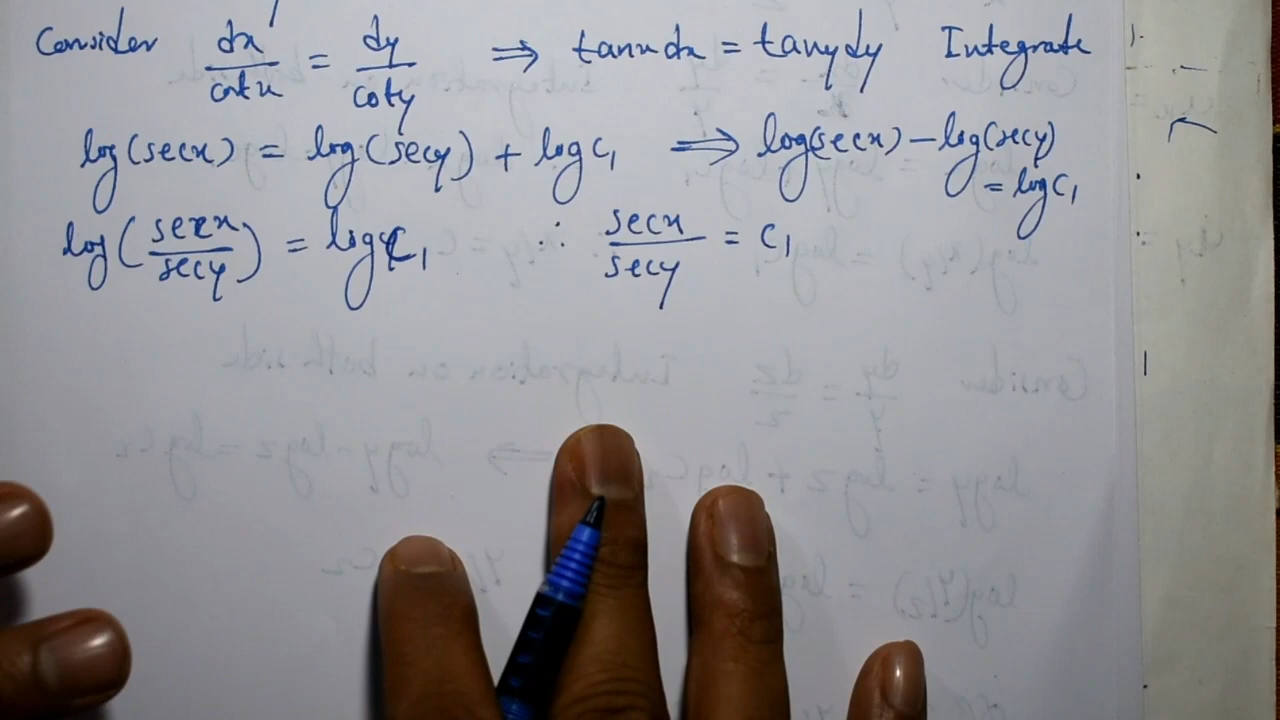 Consider dx/cotx = dy/coty ⇒ tanx dx = tany dy Integrate
log(secx) = log(secy) + log C₁ ⇒ log(secx) - log(secy)
= log C₁
log(secx/secy) = log C₁ ∴ secx/secy = C₁